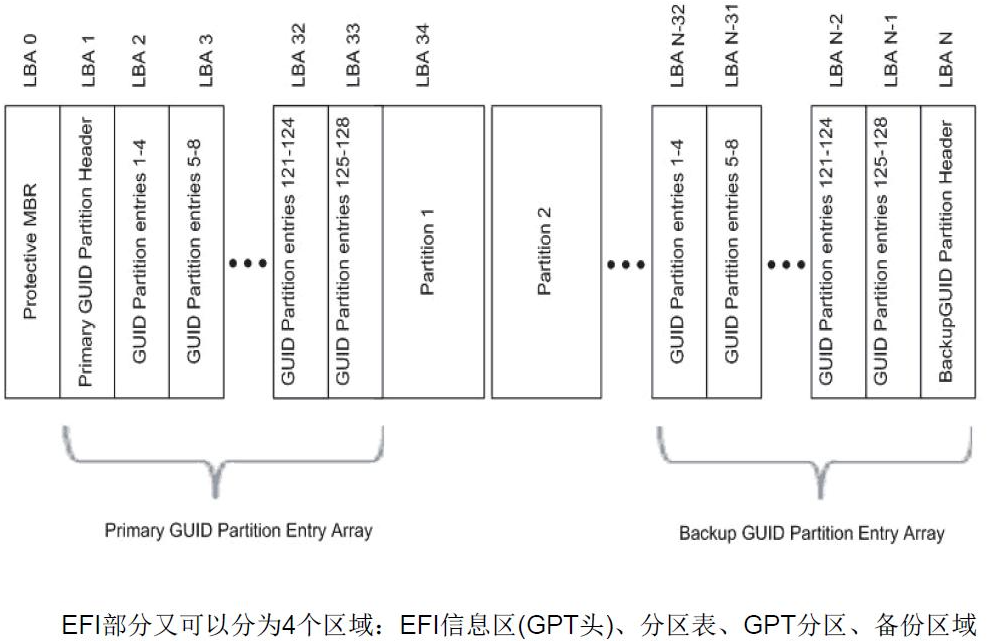 LBA 0
LBA 1
LBA 2
LBA 3
LBA 32
LBA 33
LBA 34
LBA N-32
LBA N-31
LBA N-2
LBA N-1
LBA N
Protective MBR
Primary GUID Partition Header
GUID Partition entries 1-4
GUID Partition entries 5-8
GUID Partition entries 121-124
GUID Partition entries 125-128
Partition 1
Partition 2
GUID Partition entries 1-4
GUID Partition entries 5-8
GUID Partition entries 121-124
GUID Partition entries 125-128
BackupGUID Partition Header
Primary GUID Partition Entry Array
Backup GUID Partition Entry Array
EFI部分又可以分为4个区域：EFI信息区(GPT头)、分区表、GPT分区、备份区域